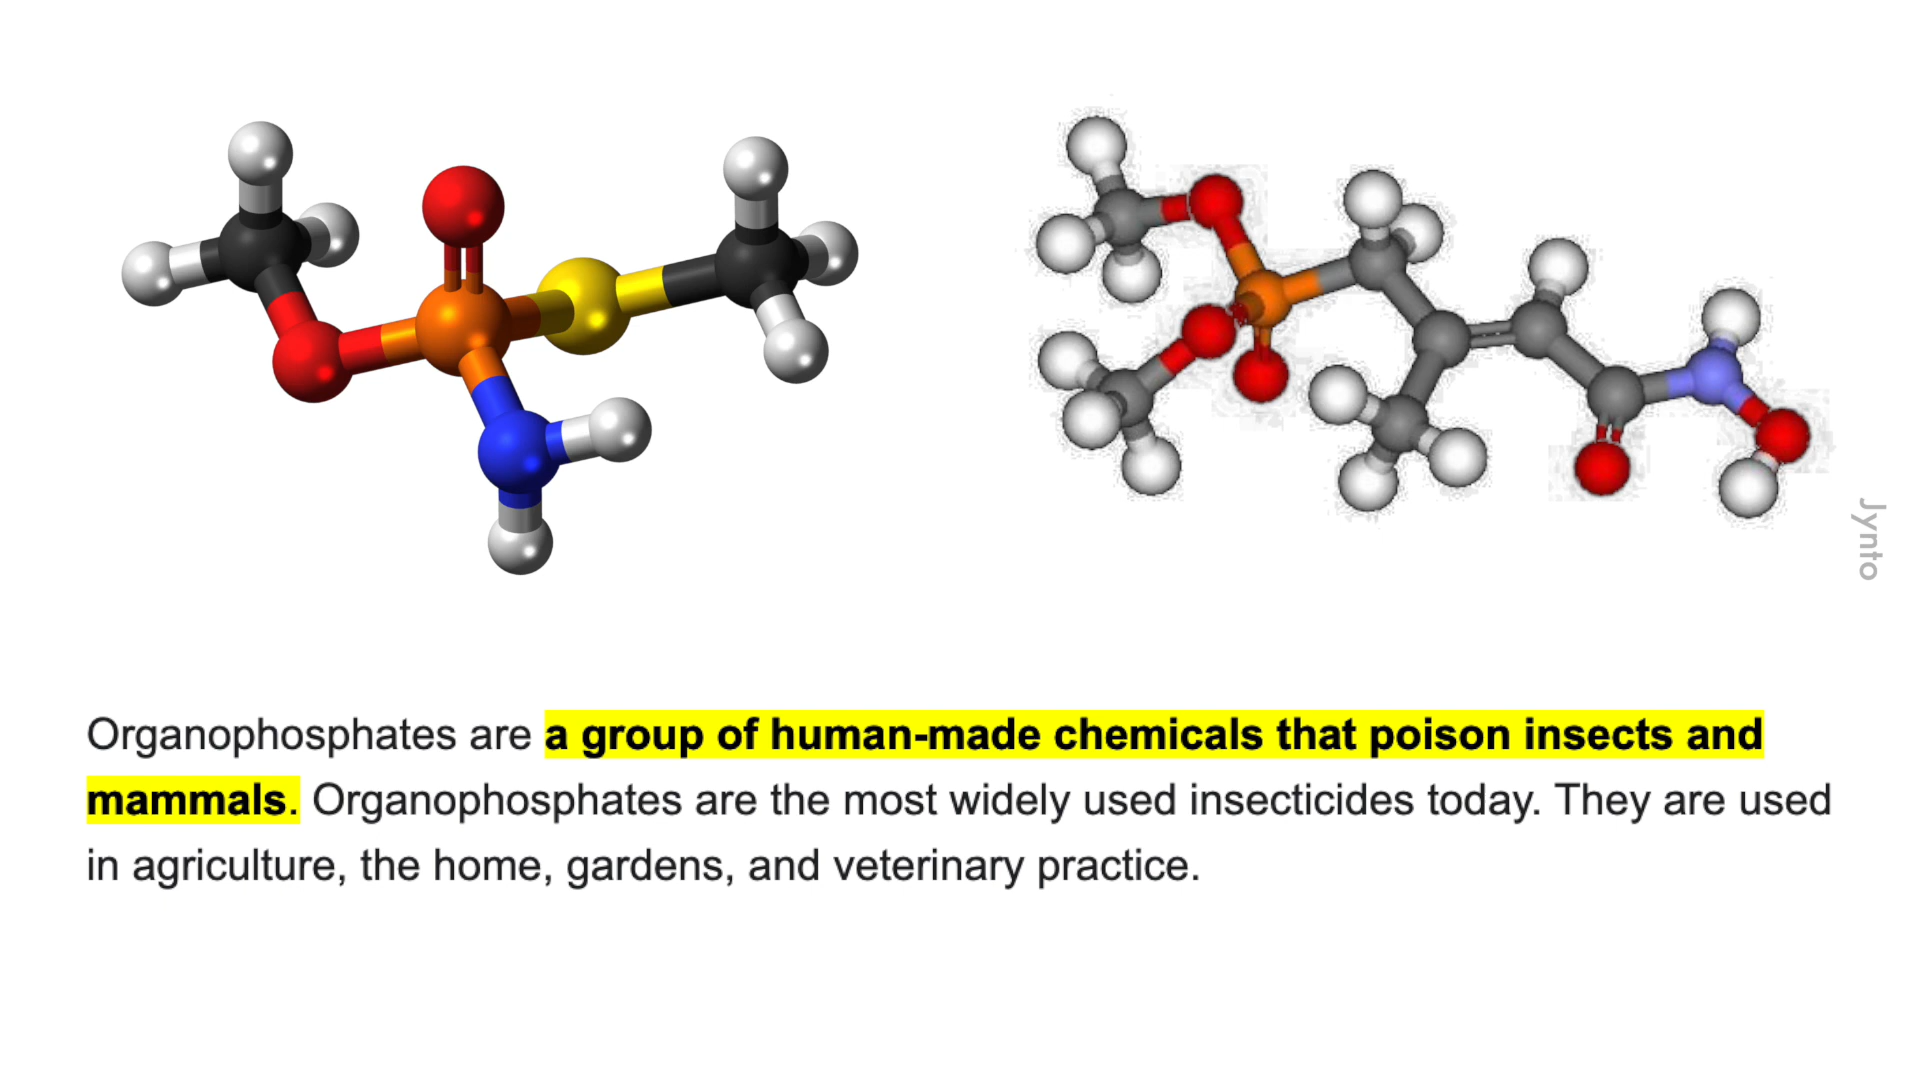 Jynto
Organophosphates are a group of human-made chemicals that poison insects and
mammals. Organophosphates are the most widely used insecticides today. They are used
in agriculture, the home, gardens, and veterinary practice.